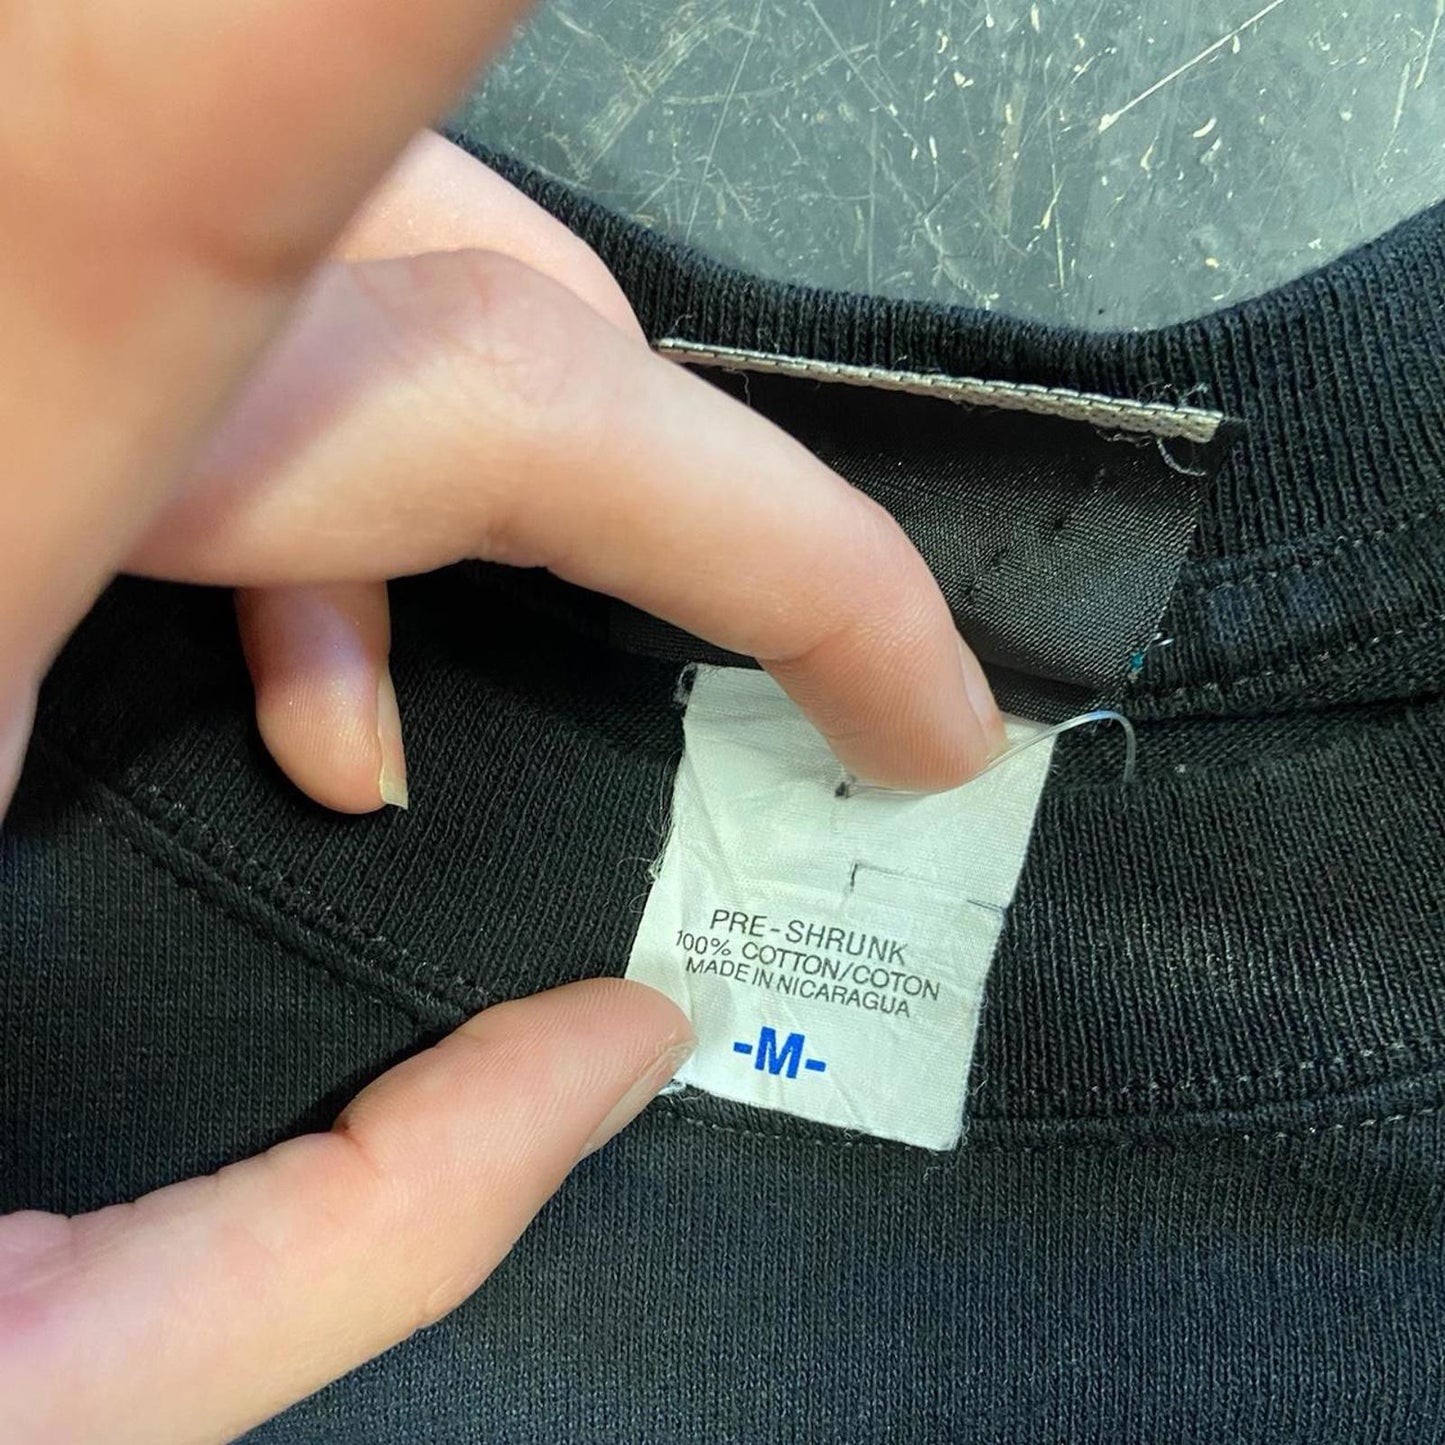 PRE-SHRUNK
100% COTTON/COTON
MADE IN NICARAGUA
-M-